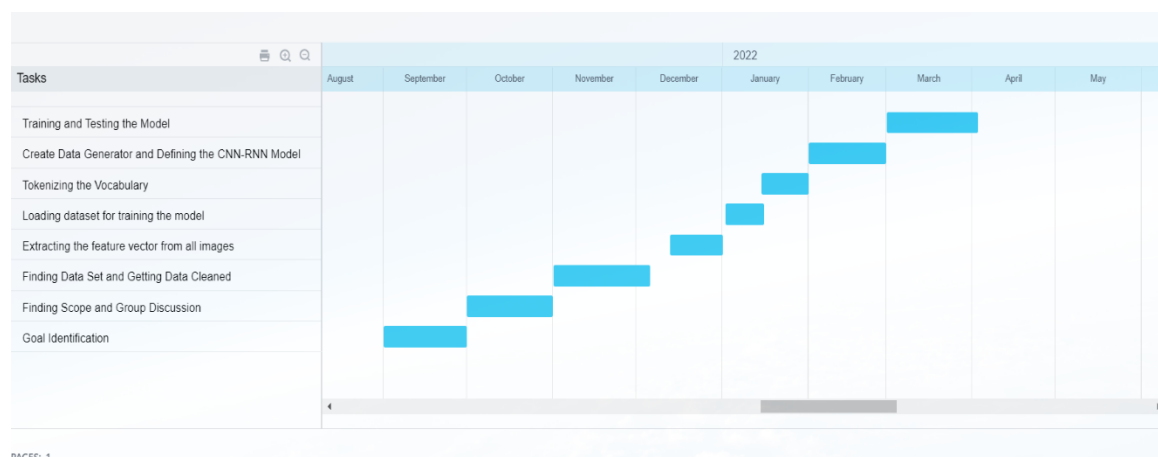 2022
Tasks
August September October November December January February March April May
Training and Testing the Model
Create Data Generator and Defining the CNN-RNN Model
Tokenizing the Vocabulary
Loading dataset for training the model
Extracting the feature vector from all images
Finding Data Set and Getting Data Cleaned
Finding Scope and Group Discussion
Goal Identification
PAGES: 1